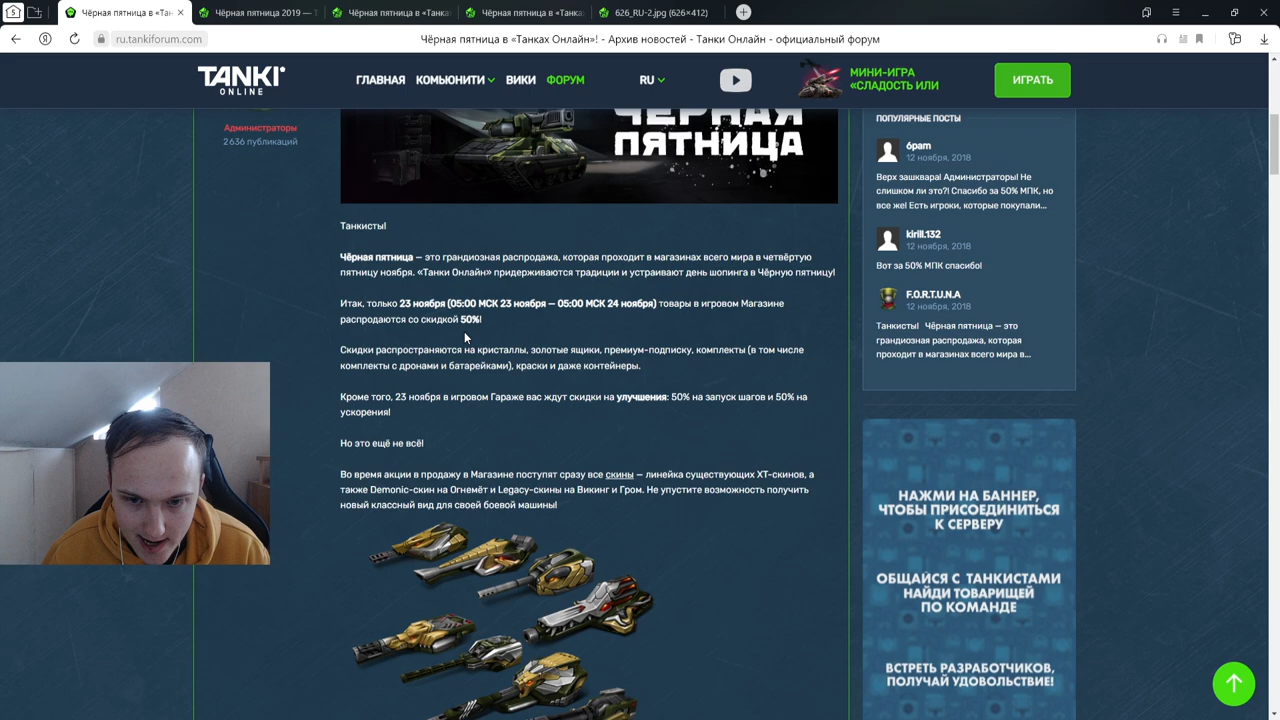 Чёрная пятница в «Тан
Чёрная пятница 2019 — Т
Чёрная пятница в «Танка
Чёрная пятница в «Танка
626_RU-2.jpg (626×412)
ru.tankiforum.com
Чёрная пятница в «Танках Онлайн»! - Архив новостей - Танки Онлайн - официальный форум
TANKI
ONLINE
ГЛАВНАЯ
КОМЬЮНИТИ
ВИКИ
ФОРУМ
RU
МИНИ-ИГРА
«СЛАДОСТЬ ИЛИ
ИГРАТЬ
Администраторы
2 636 публикаций
ЧЁРНАЯ
ПЯТНИЦА
Танкисты!
Чёрная пятница — это грандиозная распродажа, которая проходит в магазинах всего мира в четвёртую
пятницу ноября. «Танки Онлайн» придерживаются традиции и устраивают день шопинга в Чёрную пятницу!
Итак, только 23 ноября (05:00 МСК 23 ноября — 05:00 МСК 24 ноября) товары в игровом Магазине
распродаются со скидкой 50%!
Скидки распространяются на кристаллы, золотые ящики, премиум-подписку, комплекты (в том числе
комплекты с дронами и батарейками), краски и даже контейнеры.
Кроме того, 23 ноября в игровом Гараже вас ждут скидки на улучшения: 50% на запуск шагов и 50% на
ускорения!
Но это ещё не всё!
Во время акции в продажу в Магазине поступят сразу все скины — линейка существующих XT-скинов, а
также Demonic-скин на Огнемёт и Legacy-скины на Викинг и Гром. Не упустите возможность получить
новый классный вид для своей боевой машины!
ПОПУЛЯРНЫЕ ПОСТЫ
6pam
12 ноября, 2018
Верх зашквара! Администраторы! Не
слишком ли это?! Спасибо за 50% МПК, но
все же! Есть игроки, которые покупали...
kirill.132
12 ноября, 2018
Вот за 50% МПК спасибо!
F.O.R.T.U.N.A
12 ноября, 2018
Танкисты! Чёрная пятница — это
грандиозная распродажа, которая
проходит в магазинах всего мира в...
НАЖМИ НА БАННЕР,
ЧТОБЫ ПРИСОЕДИНИТЬСЯ
К СЕРВЕРУ
ОБЩАЙСЯ С ТАНКИСТАМИ
НАЙДИ ТОВАРИЩЕЙ
ПО КОМАНДЕ
ВСТРЕТЬ РАЗРАБОТЧИКОВ,
ПОЛУЧАЙ УДОВОЛЬСТВИЕ!